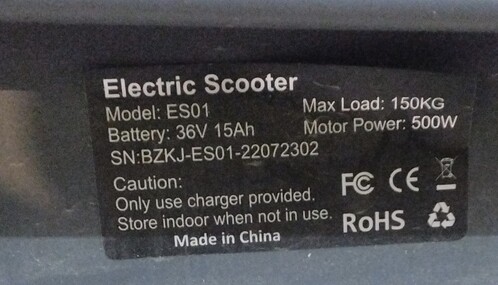 Electric Scooter
Model: ES01
Max Load: 150KG
Battery: 36V 15Ah
Motor Power: 500W
SN:BZKJ-ES01-22072302
Caution:
Only use charger provided.
Store indoor when not in use.
Made in China
FC CE
RoHS